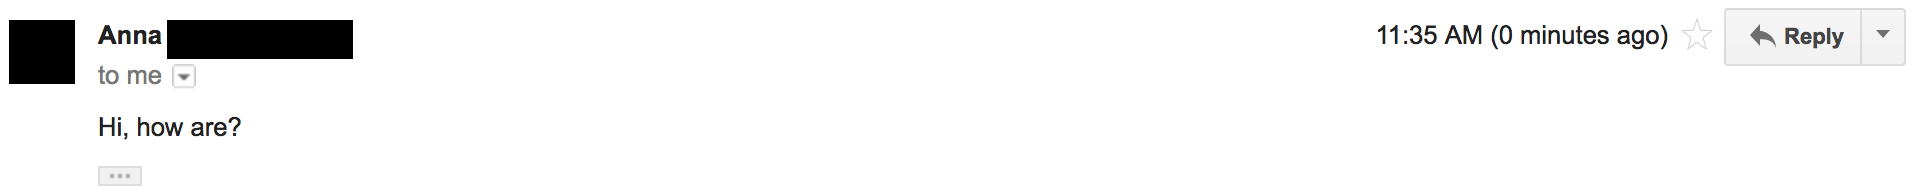 Anna
11:35 AM (0 minutes ago)
Reply
to me
Hi, how are?